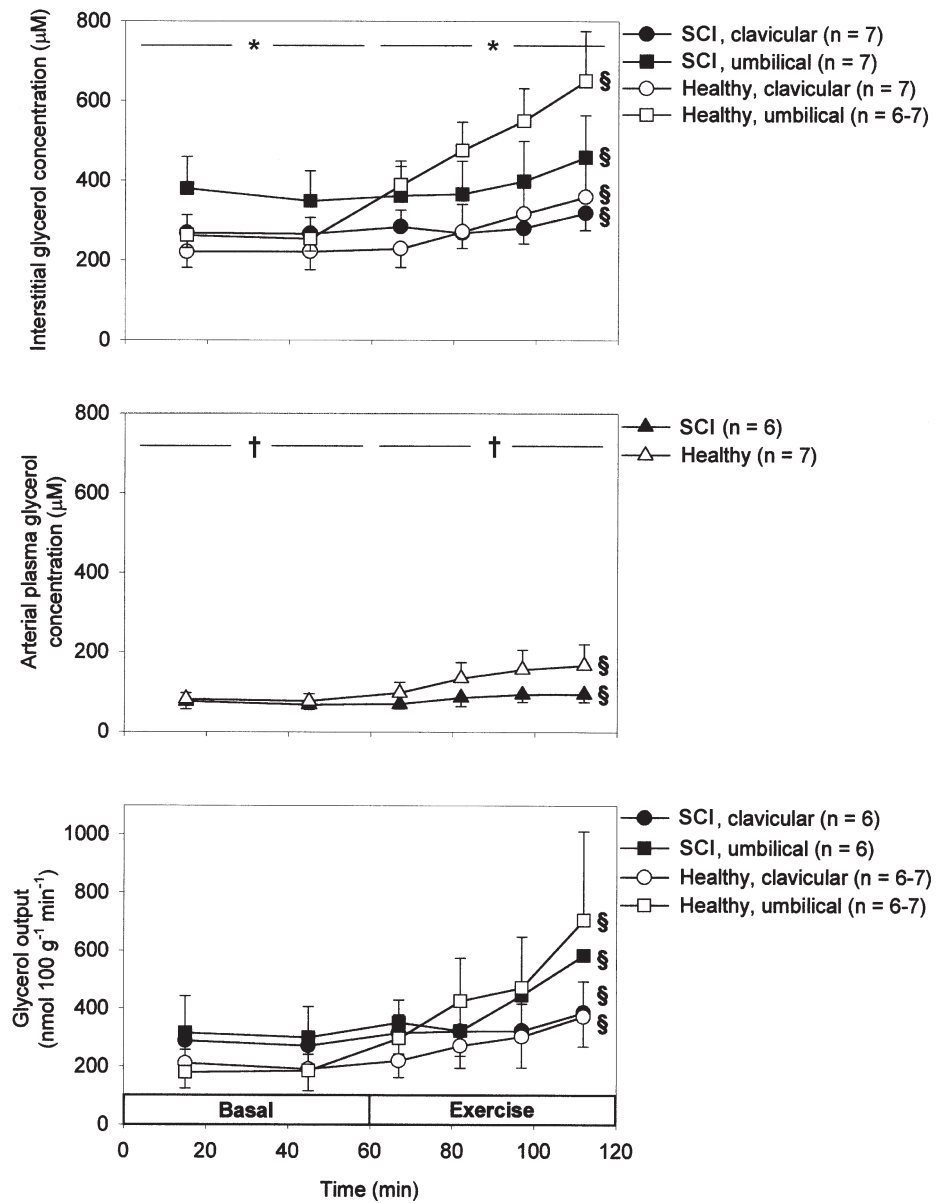 Interstitial glycerol concentration (µM)
800
600
400
200
0
* *
§
§
§
§
SCI, clavicular (n = 7)
SCI, umbilical (n = 7)
Healthy, clavicular (n = 7)
Healthy, umbilical (n = 6-7)
Arterial plasma glycerol
concentration (µM)
800
600
400
200
0
† †
§
§
SCI (n = 6)
Healthy (n = 7)
Glycerol output
(nmol 100 g⁻¹ min⁻¹)
1000
800
600
400
200
0
§
§
§
§
SCI, clavicular (n = 6)
SCI, umbilical (n = 6)
Healthy, clavicular (n = 6-7)
Healthy, umbilical (n = 6-7)
Basal Exercise
0 20 40 60 80 100 120
Time (min)